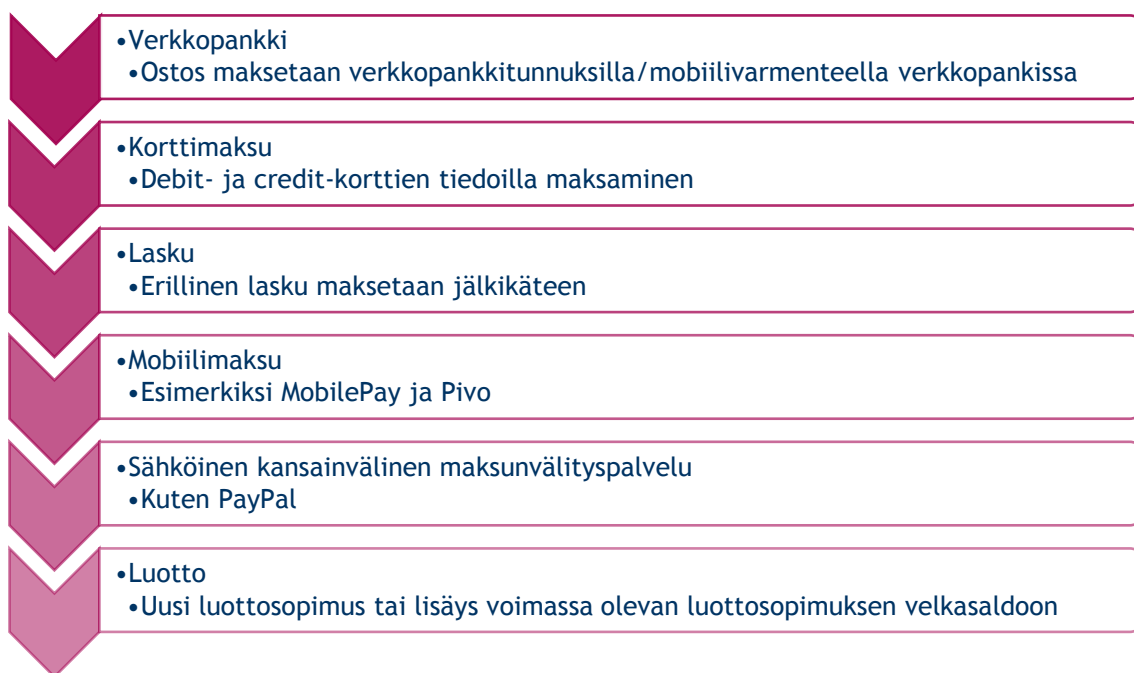 •Verkkopankki
•Ostos maksetaan verkkopankkitunnuksilla/mobiilivarmenteella verkkopankissa
•Korttimaksu
•Debit- ja credit-korttien tiedoilla maksaminen
•Lasku
•Erillinen lasku maksetaan jälkikäteen
•Mobiilimaksu
•Esimerkiksi MobilePay ja Pivo
•Sähköinen kansainvälinen maksunvälityspalvelu
•Kuten PayPal
•Luotto
•Uusi luottosopimus tai lisäys voimassa olevan luottosopimuksen velkasaldoon